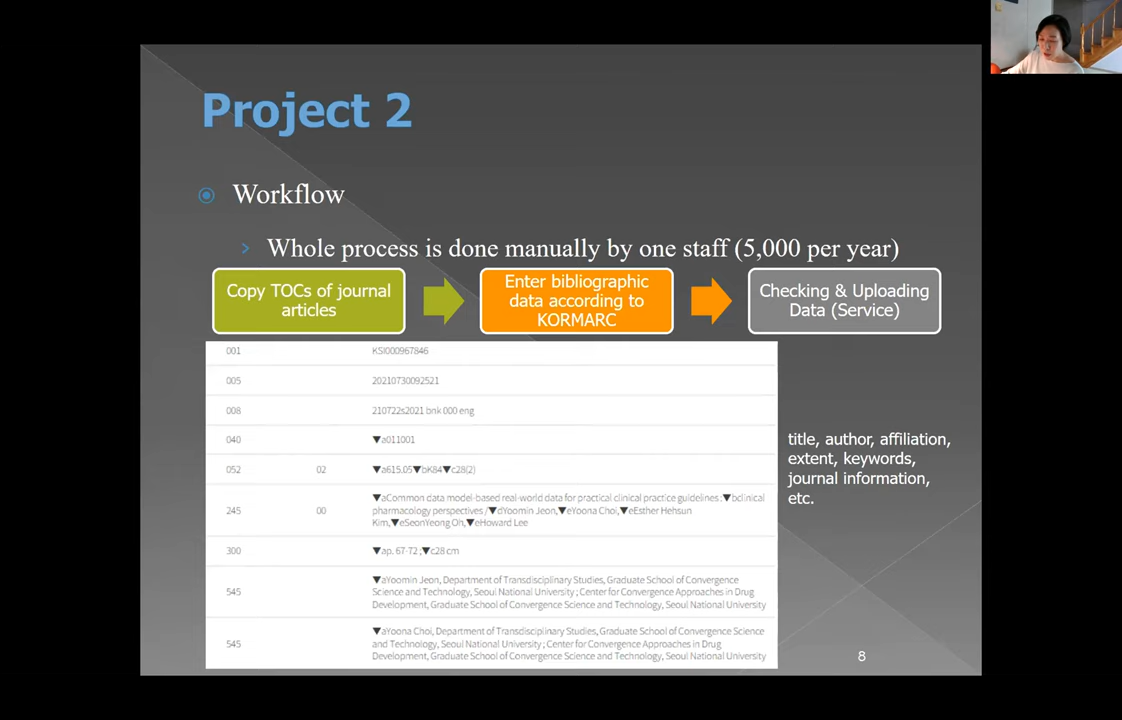 Project 2
Workflow
Whole process is done manually by one staff (5,000 per year)
Copy TOCs of journal
articles
Enter bibliographic
data according to
KORMARC
Checking & Uploading
Data (Service)
001 KSI000967846
005 20210730092521
008 210722s2021 bnk 000 eng
040 ▼a011001
052 02 ▼a615.05▼bK84▼c28(2)
245 00 ▼aCommon data model-based real-world data for practical clinical practice guidelines :▼bclinical
pharmacology perspectives /▼dYoomin Jeon,▼eYoona Choi,▼eEsther Hehsun
Kim,▼eSeonYeong Oh,▼eHoward Lee
300 ▼ap. 67-72 ;▼c28 cm
545 ▼aYoomin Jeon, Department of Transdisciplinary Studies, Graduate School of Convergence
Science and Technology, Seoul National University ; Center for Convergence Approaches in Drug
Development, Graduate School of Convergence Science and Technology, Seoul National University
545 ▼aYoona Choi, Department of Transdisciplinary Studies, Graduate School of Convergence Science
and Technology, Seoul National University ; Center for Convergence Approaches in Drug
Development, Graduate School of Convergence Science and Technology, Seoul National University
title, author, affiliation,
extent, keywords,
journal information,
etc.
8